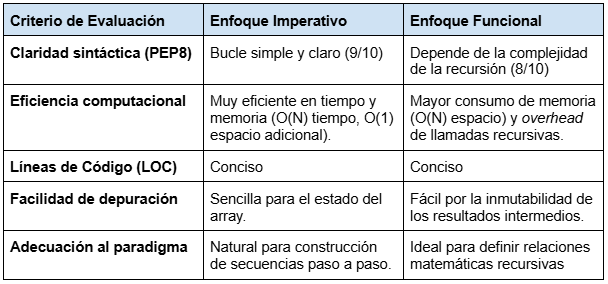 Criterio de Evaluación
Enfoque Imperativo
Enfoque Funcional
Claridad sintáctica (PEP8)
Bucle simple y claro (9/10)
Depende de la complejidad
de la recursión (8/10)
Eficiencia computacional
Muy eficiente en tiempo y
memoria (O(N) tiempo, O(1)
espacio adicional).
Mayor consumo de memoria
(O(N) espacio) y overhead
de llamadas recursivas.
Líneas de Código (LOC)
Conciso
Conciso
Facilidad de depuración
Sencilla para el estado del
array.
Fácil por la inmutabilidad de
los resultados intermedios.
Adecuación al paradigma
Natural para construcción
de secuencias paso a paso.
Ideal para definir relaciones
matemáticas recursivas